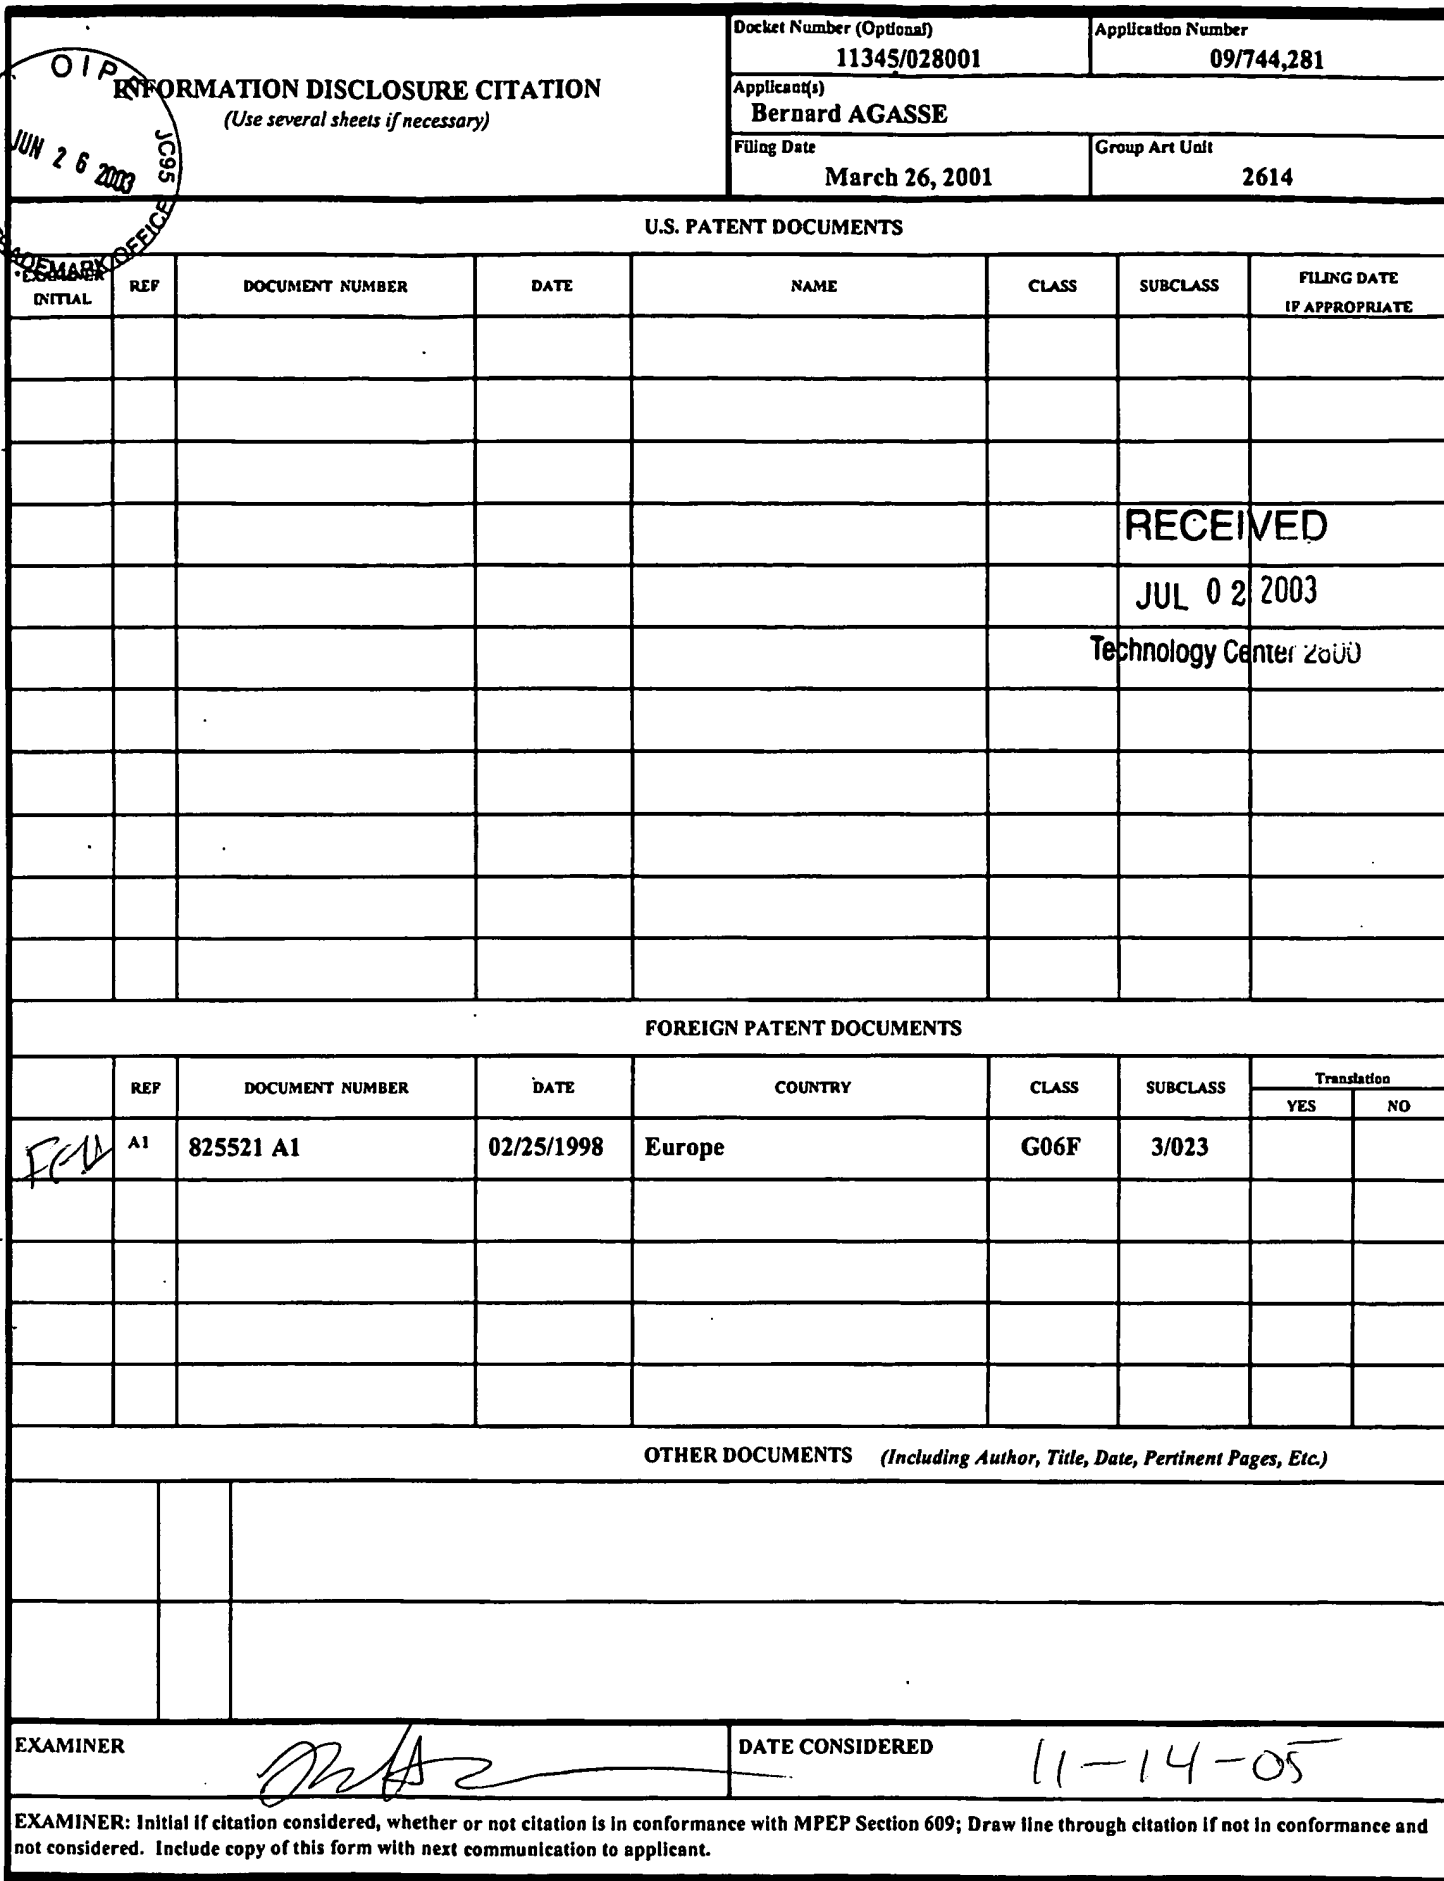 Docket Number (Optional)
11345/028001
Application Number
09/744,281
INFORMATION DISCLOSURE CITATION
(Use several sheets if necessary)
Applicant(s)
Bernard AGASSE
Filing Date
March 26, 2001
Group Art Unit
2614
OIPE
JC95
JUN 26 2003
TRADEMARK OFFICE
U.S. PATENT DOCUMENTS
*EXAMINER INITIAL
REF
DOCUMENT NUMBER
DATE
NAME
CLASS
SUBCLASS
FILING DATE
IF APPROPRIATE
RECEIVED
JUL 02 2003
Technology Center 2600
FOREIGN PATENT DOCUMENTS
REF
DOCUMENT NUMBER
DATE
COUNTRY
CLASS
SUBCLASS
Translation
YES
NO
A1
825521 A1
02/25/1998
Europe
G06F
3/023
OTHER DOCUMENTS (Including Author, Title, Date, Pertinent Pages, Etc.)
EXAMINER
DATE CONSIDERED
11-14-05
EXAMINER: Initial if citation considered, whether or not citation is in conformance with MPEP Section 609; Draw line through citation if not in conformance and
not considered. Include copy of this form with next communication to applicant.